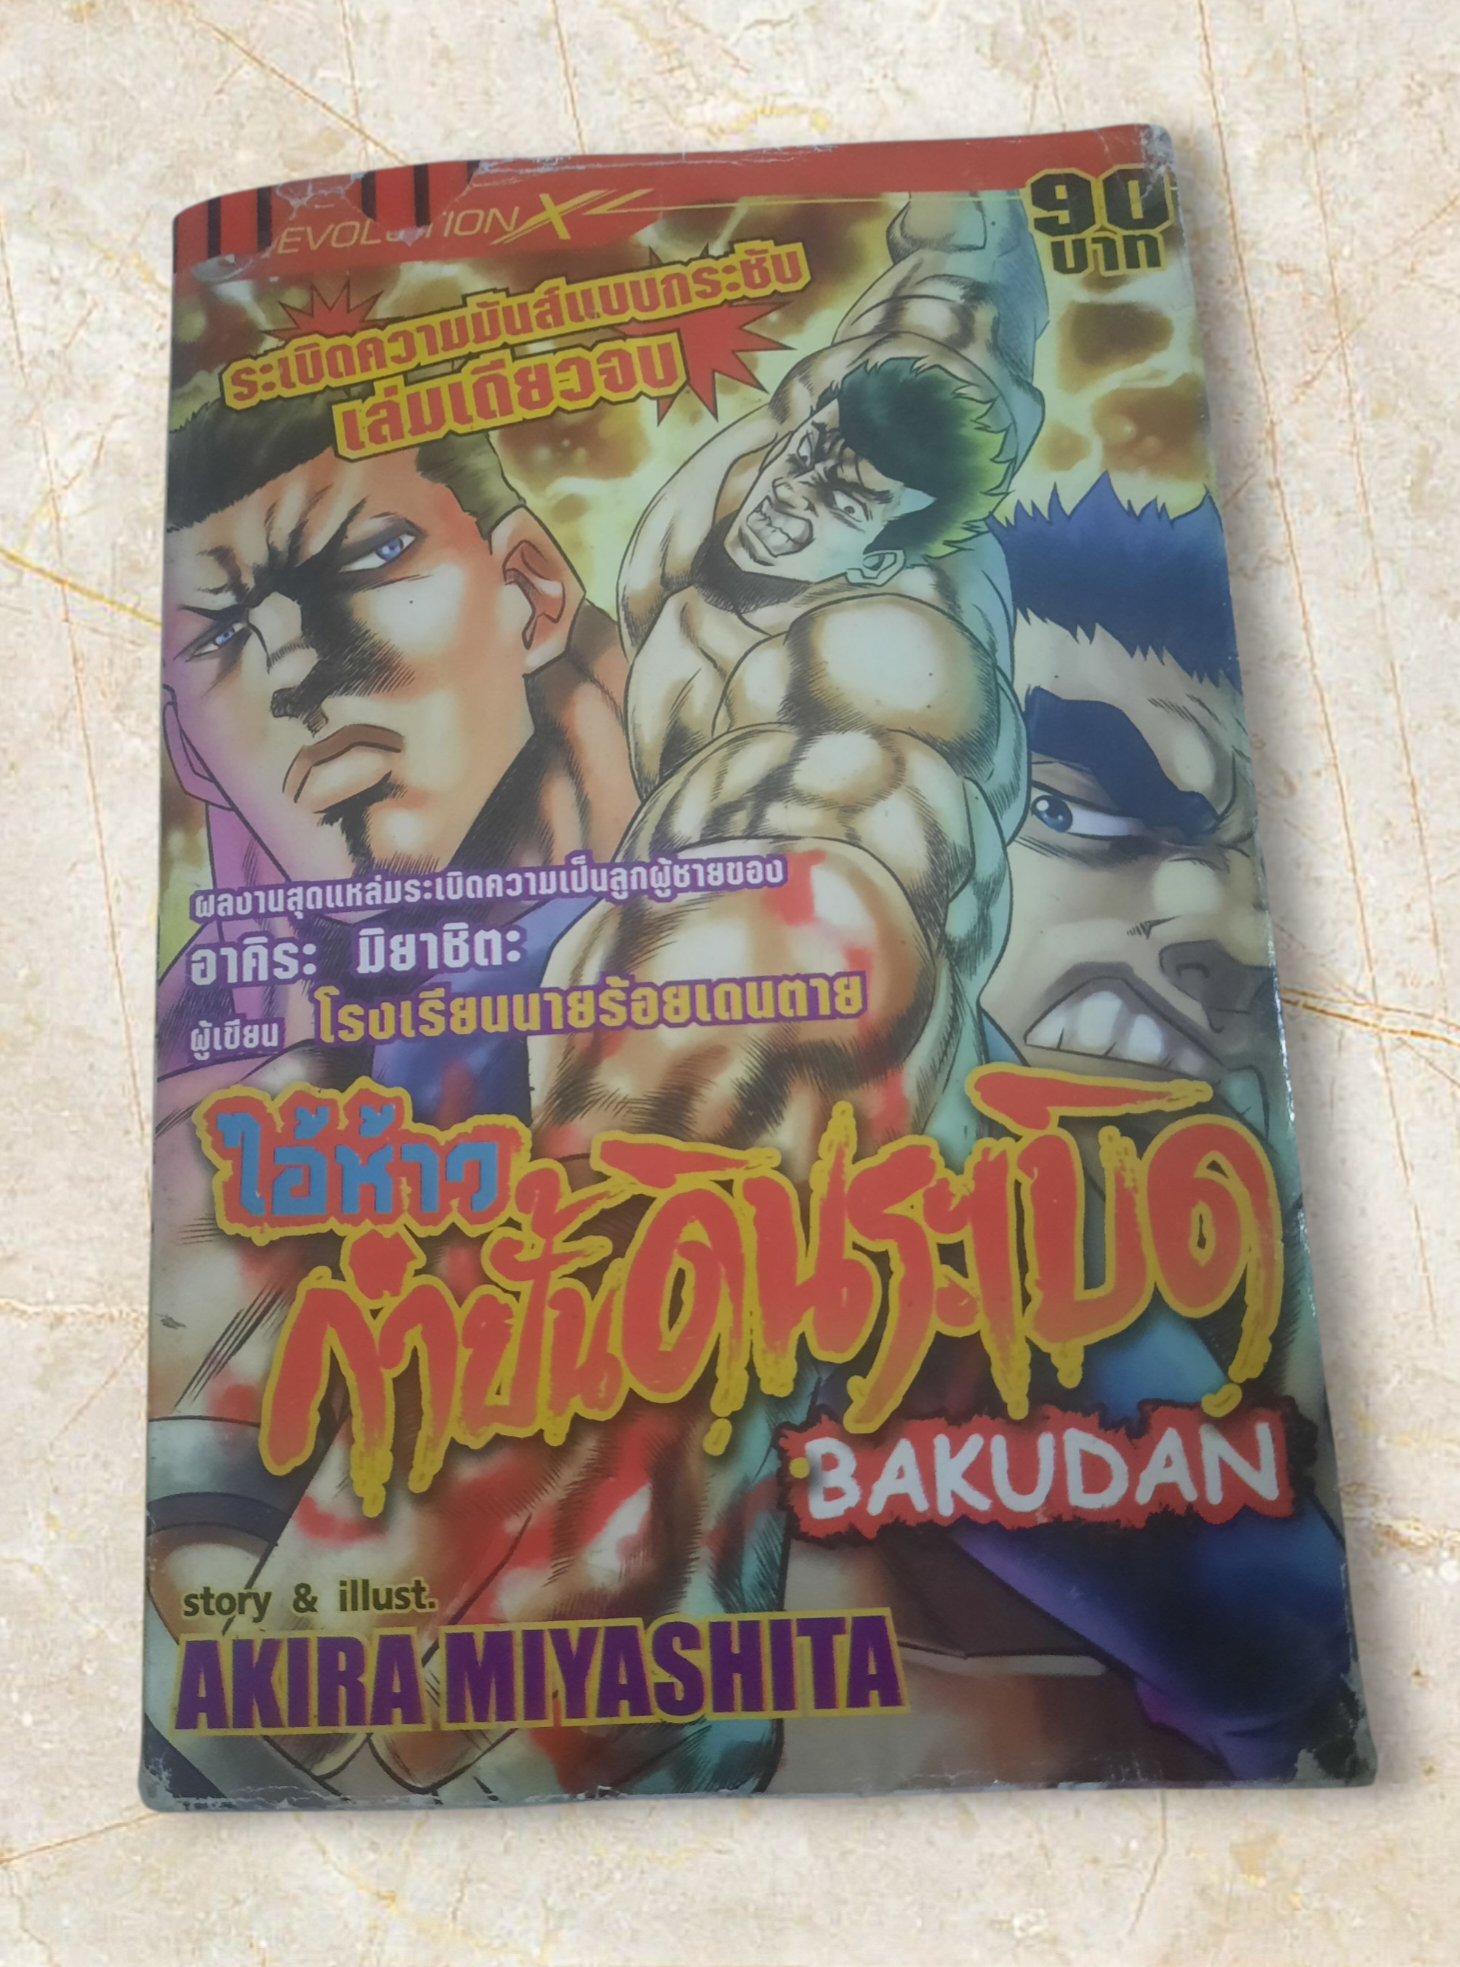 EVOLUTION X
90
บาท
ระเบิดความมันส์แบบกระชับ
เล่มเดียวจบ
ผลงานสุดแหล่มระเบิดความเป็นลูกผู้ชายของ
อาคิระ มิยาชิตะ
ผู้เขียน โรงเรียนนายร้อยเดนตาย
ไอ้ห้าว
กำปั้นดินระเบิด
BAKUDAN
story & illust.
AKIRA MIYASHITA